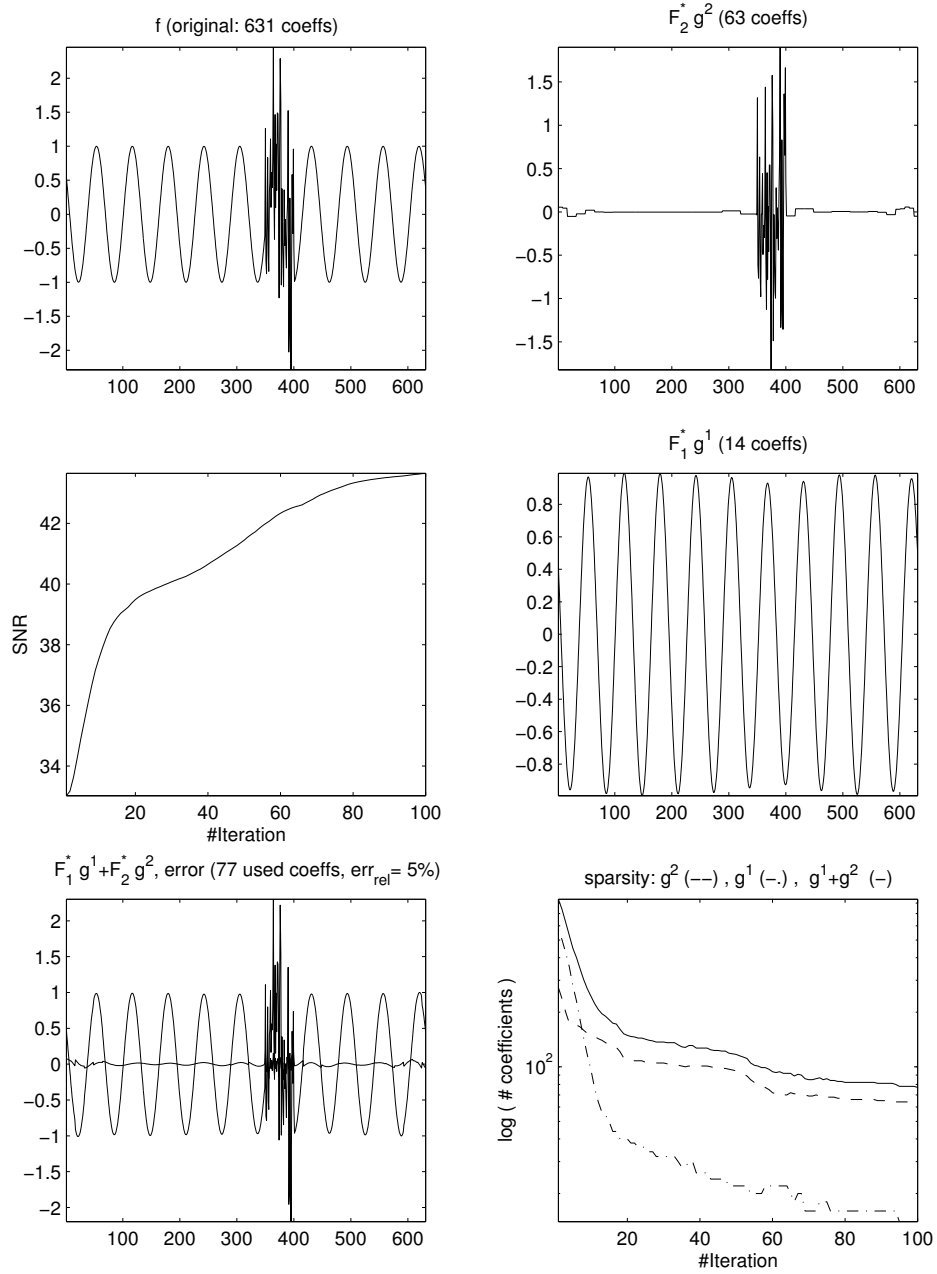 f (original: 631 coeffs)
2
1.5
1
0.5
0
−0.5
−1
−1.5
−2
100 200 300 400 500 600
F₂* g² (63 coeffs)
1.5
1
0.5
0
−0.5
−1
−1.5
100 200 300 400 500 600
SNR
42
40
38
36
34
20 40 60 80 100
#Iteration
F₁* g¹ (14 coeffs)
0.8
0.6
0.4
0.2
0
−0.2
−0.4
−0.6
−0.8
100 200 300 400 500 600
F₁* g¹+F₂* g², error (77 used coeffs, err_rel= 5%)
2
1.5
1
0.5
0
−0.5
−1
−1.5
−2
100 200 300 400 500 600
sparsity: g² (−−) , g¹ (−.) , g¹+g² (−)
log ( # coefficients )
10²
20 40 60 80 100
#Iteration